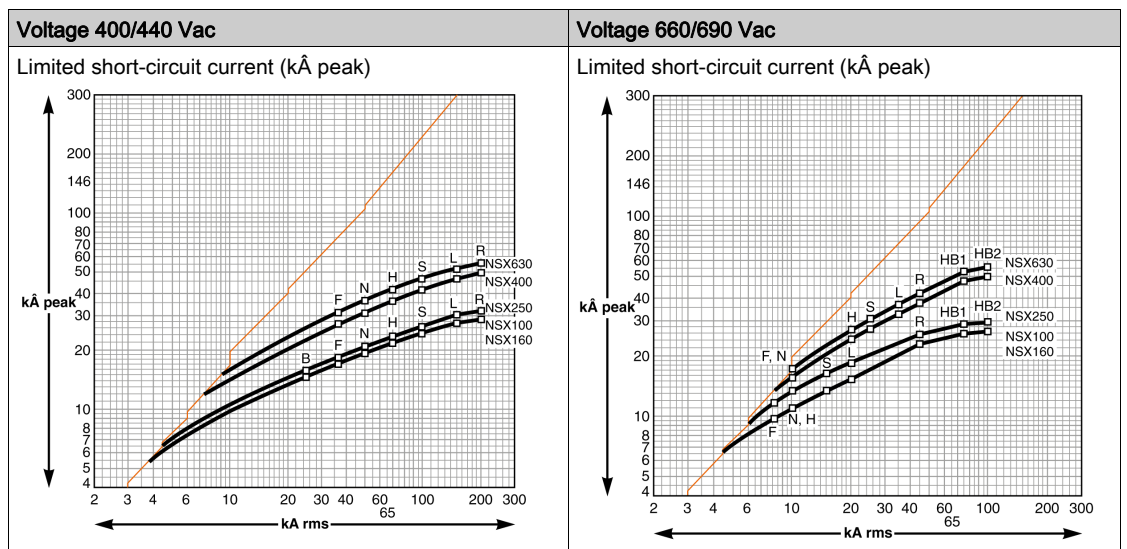 Voltage 400/440 Vac
Limited short-circuit current (kÂ peak)
300
200
146
100
80
70
60
50
40
30
20
10
8
7
6
5
4
kÂ peak
2 3 4 6 10 20 30 40 60 100 200 300
65
kA rms
B F N H S L R
F N H S L R
NSX630
NSX400
NSX250
NSX100
NSX160
Voltage 660/690 Vac
Limited short-circuit current (kÂ peak)
300
200
146
100
80
70
60
50
40
30
20
10
8
7
6
5
4
kÂ peak
2 3 4 6 10 20 30 40 60 100 200 300
65
kA rms
F, N H S L R HB1 HB2
F N, H S L R HB1 HB2
NSX630
NSX400
NSX250
NSX100
NSX160